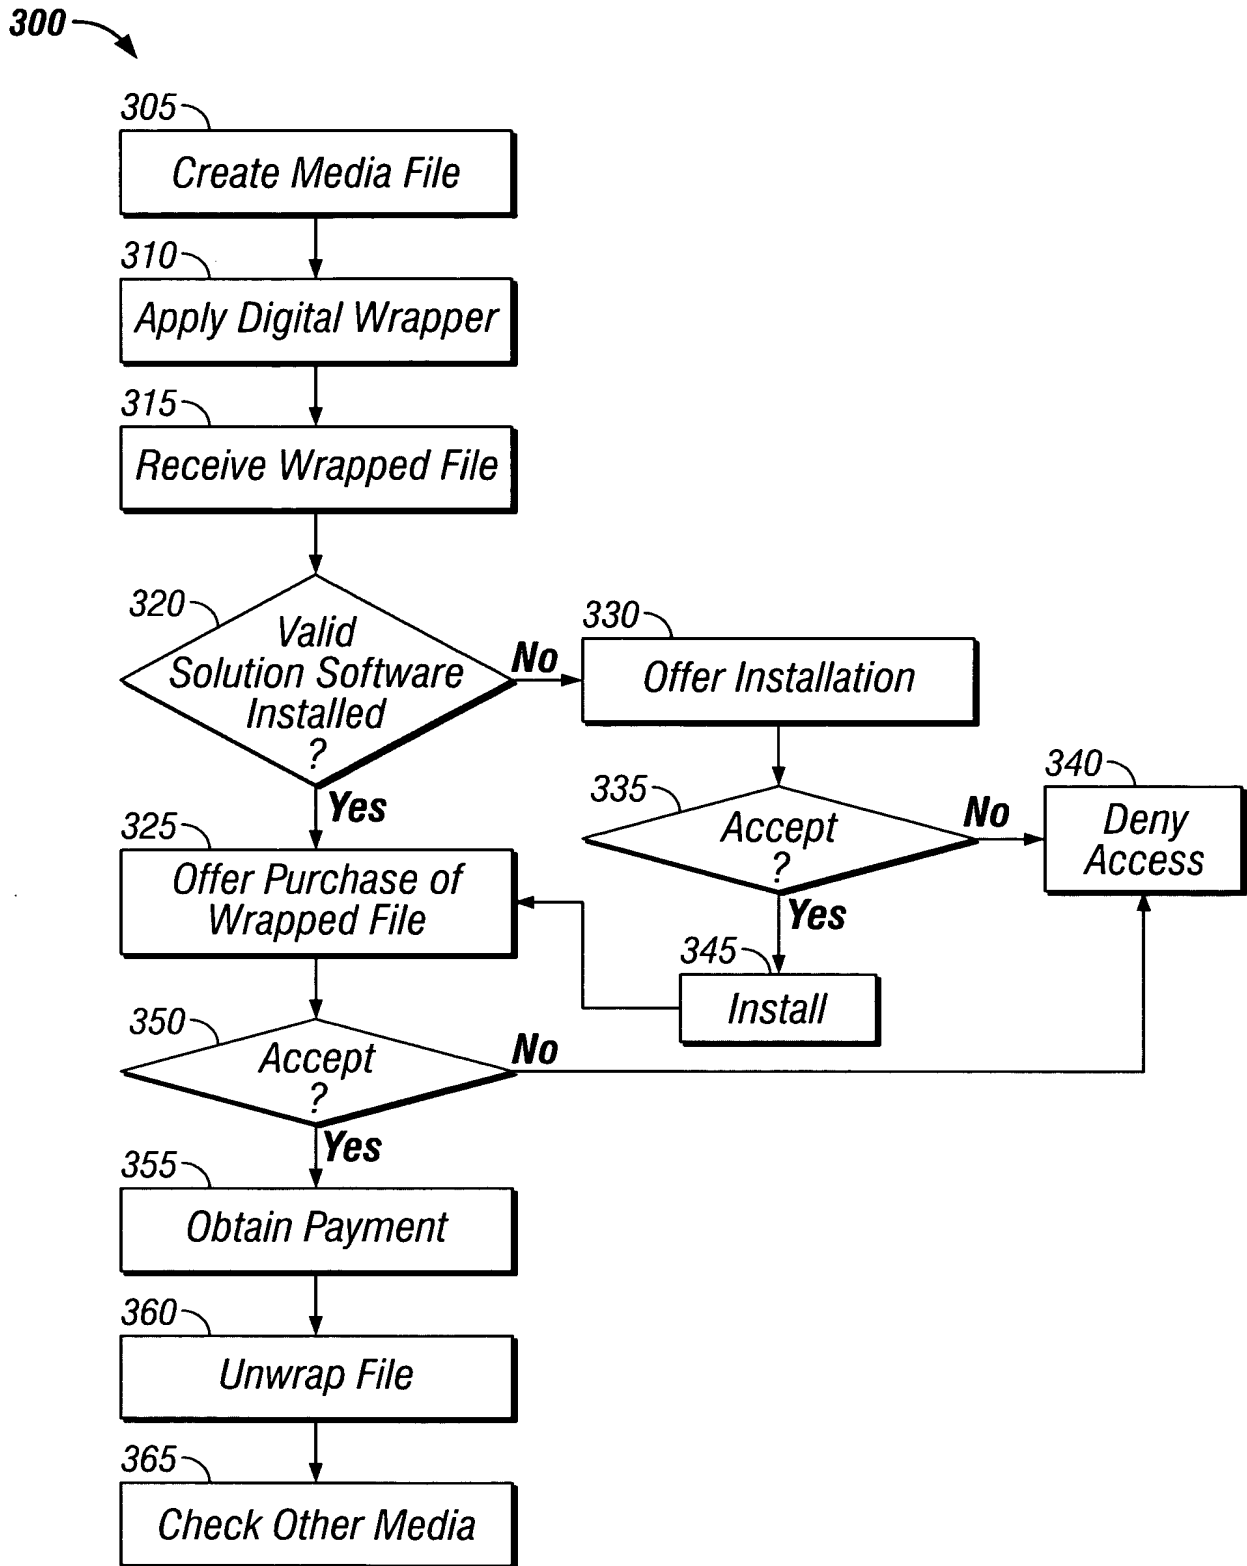 300
305
Create Media File
310
Apply Digital Wrapper
315
Receive Wrapped File
320
Valid
Solution Software
Installed
?
No
Yes
330
Offer Installation
335
Accept
?
No
Yes
340
Deny
Access
325
Offer Purchase of
Wrapped File
345
Install
350
Accept
?
No
Yes
355
Obtain Payment
360
Unwrap File
365
Check Other Media